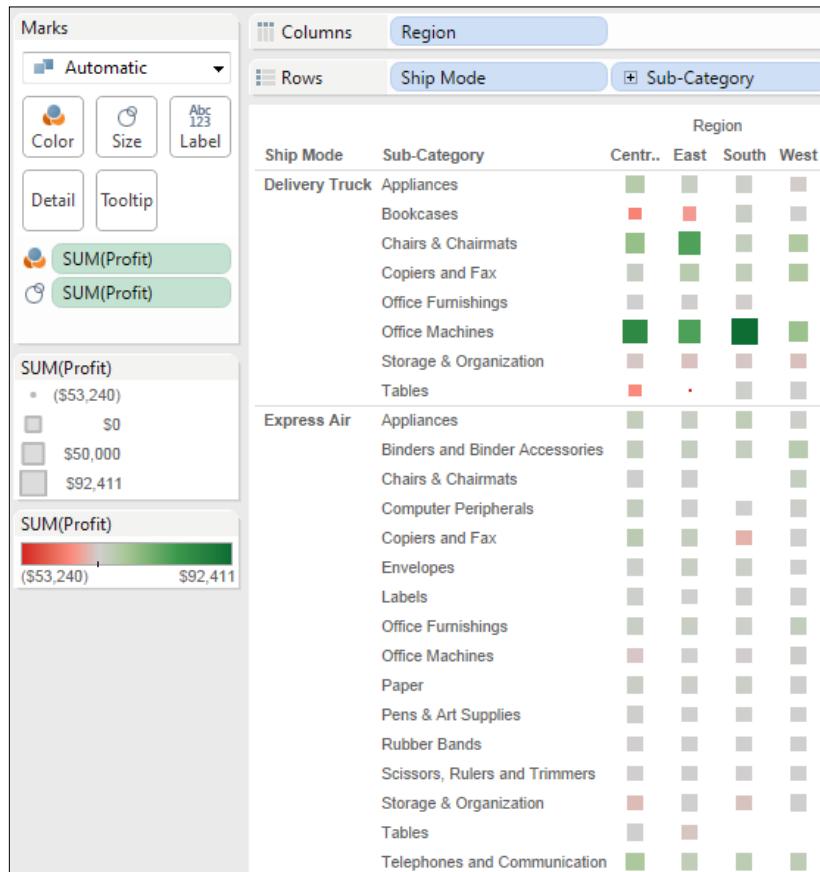 Marks
Automatic
Color
Size
Abc
123
Label
Detail
Tooltip
SUM(Profit)
SUM(Profit)
SUM(Profit)
($53,240)
$0
$50,000
$92,411
SUM(Profit)
($53,240) $92,411
Columns Region
Rows Ship Mode Sub-Category
Region
Ship Mode Sub-Category Centr.. East South West
Delivery Truck Appliances
Bookcases
Chairs & Chairmats
Copiers and Fax
Office Furnishings
Office Machines
Storage & Organization
Tables
Express Air Appliances
Binders and Binder Accessories
Chairs & Chairmats
Computer Peripherals
Copiers and Fax
Envelopes
Labels
Office Furnishings
Office Machines
Paper
Pens & Art Supplies
Rubber Bands
Scissors, Rulers and Trimmers
Storage & Organization
Tables
Telephones and Communication